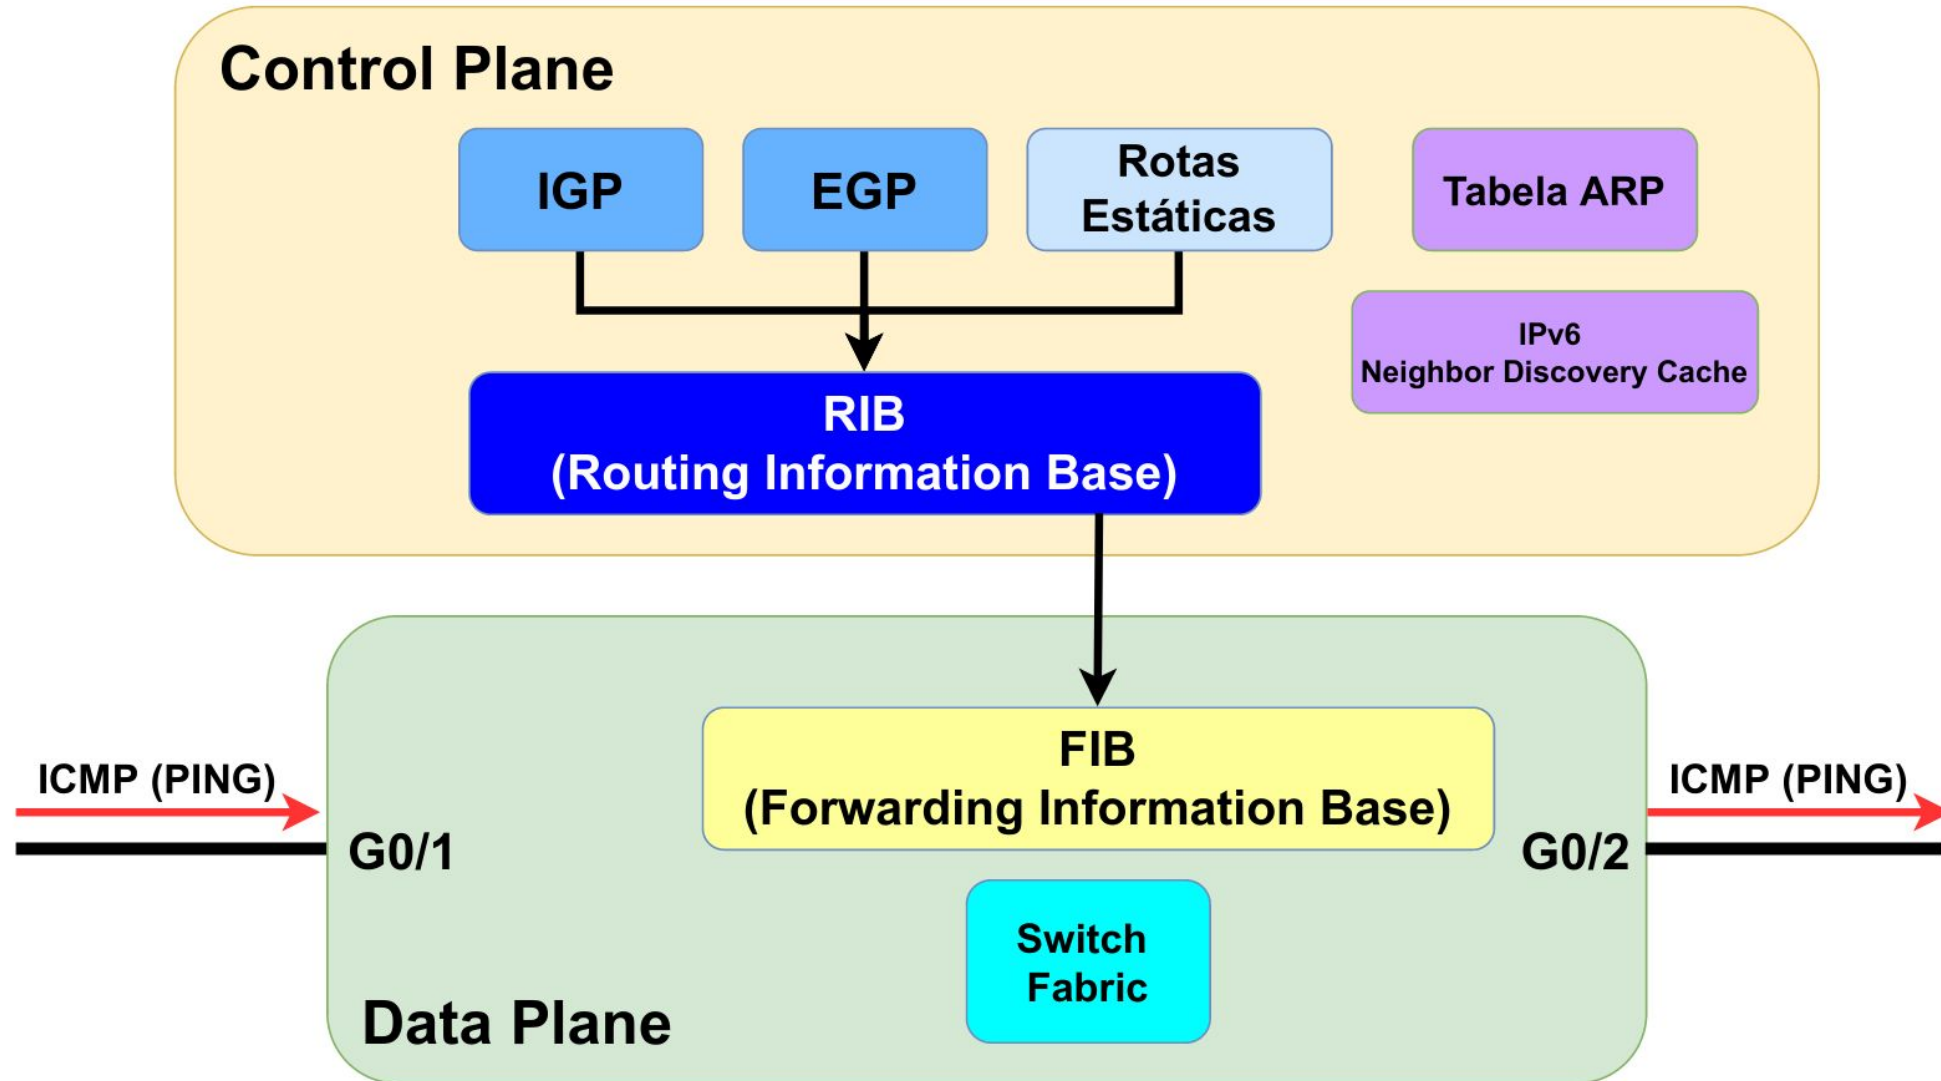 Control Plane
IGP
EGP
Rotas
Estáticas
Tabela ARP
IPv6
Neighbor Discovery Cache
RIB
(Routing Information Base)
FIB
(Forwarding Information Base)
ICMP (PING)
G0/1
ICMP (PING)
G0/2
Switch
Fabric
Data Plane